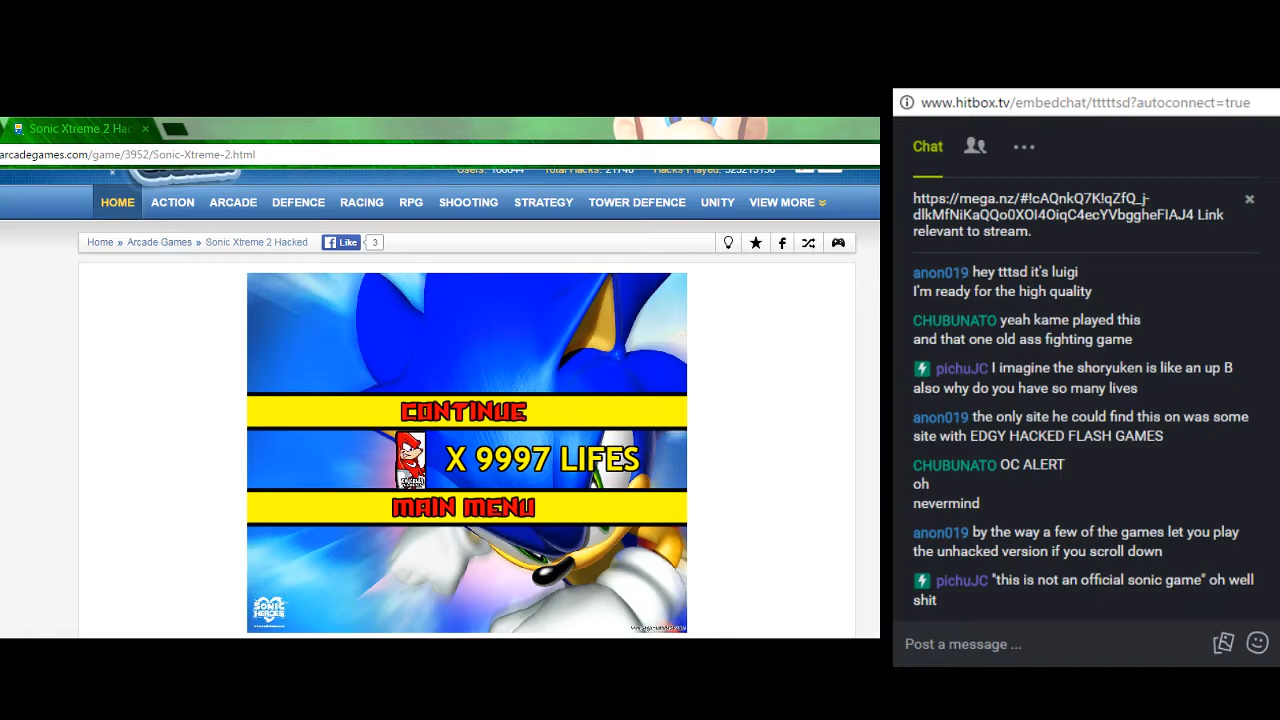 Sonic Xtreme 2 Hac
arcadegames.com/game/3952/Sonic-Xtreme-2.html
HOME ACTION ARCADE DEFENCE RACING RPG SHOOTING STRATEGY TOWER DEFENCE UNITY VIEW MORE
Home » Arcade Games » Sonic Xtreme 2 Hacked Like 3
CONTINUE
X 9997 LIFES
MAIN MENU
SONIC
HEROES
www.hitbox.tv/embedchat/tttttsd?autoconnect=true
Chat
https://mega.nz/#!cAQnkQ7K!qZfQ_j-
dlkMfNiKaQQo0XOI4OiqC4ecYVbggheFIAJ4 Link
relevant to stream.
anon019 hey tttsd it's luigi
I'm ready for the high quality
CHUBUNATO yeah kame played this
and that one old ass fighting game
pichuJC I imagine the shoryuken is like an up B
also why do you have so many lives
anon019 the only site he could find this on was some
site with EDGY HACKED FLASH GAMES
CHUBUNATO OC ALERT
oh
nevermind
anon019 by the way a few of the games let you play
the unhacked version if you scroll down
pichuJC "this is not an official sonic game" oh well
shit
Post a message ...